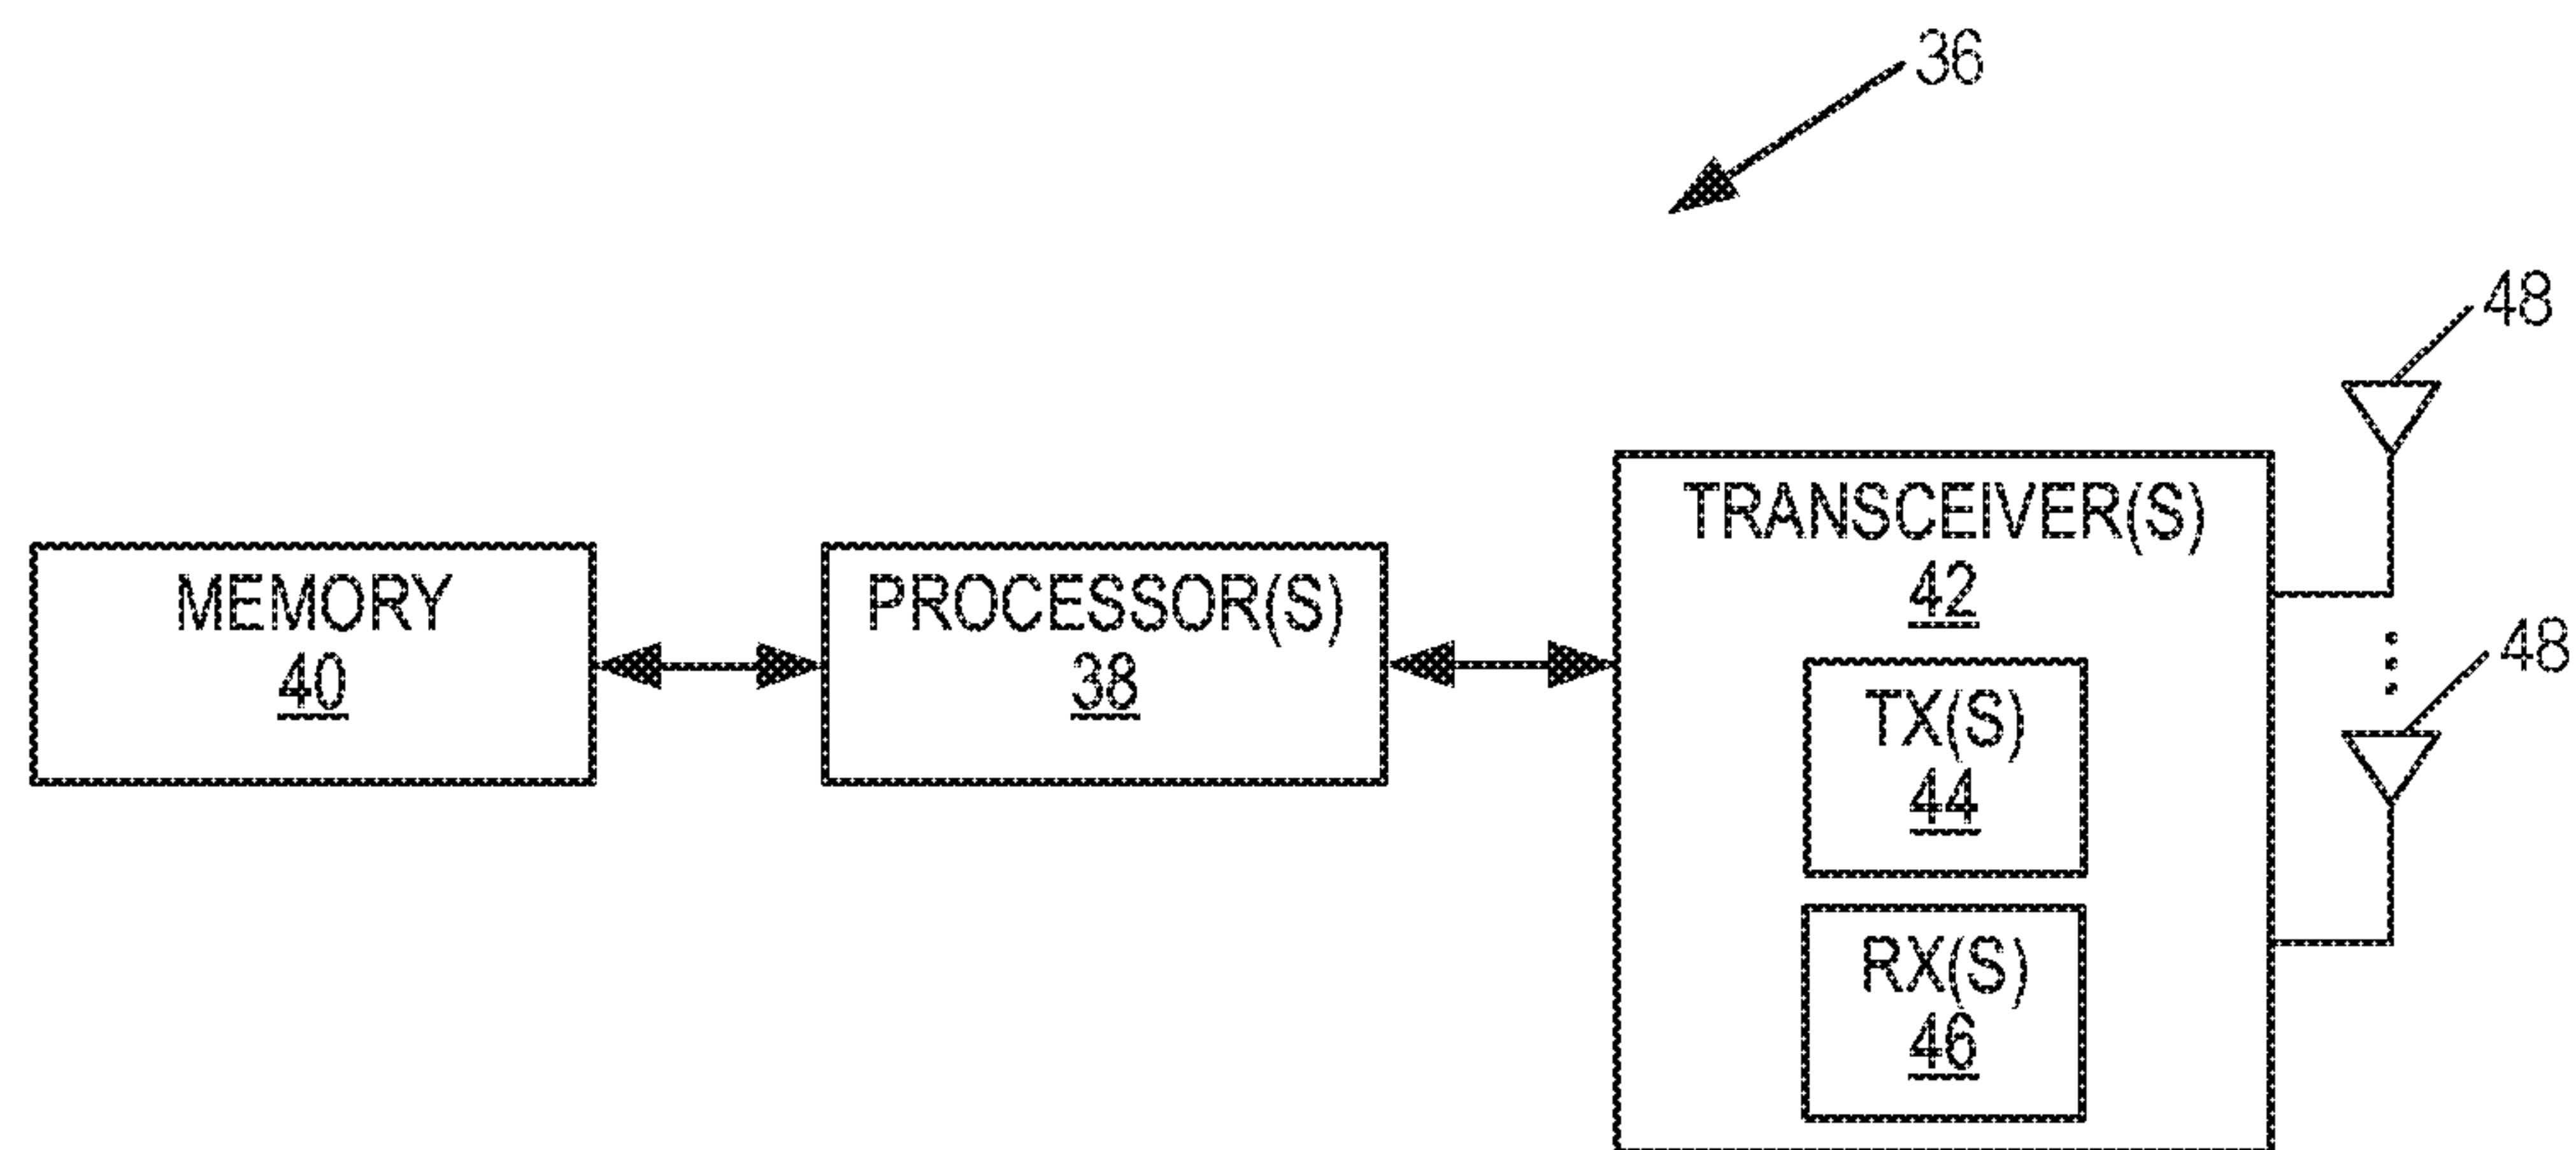 36
48
TRANSCEIVER(S)
42
MEMORY
40
PROCESSOR(S)
38
48
TX(S)
44
RX(S)
46